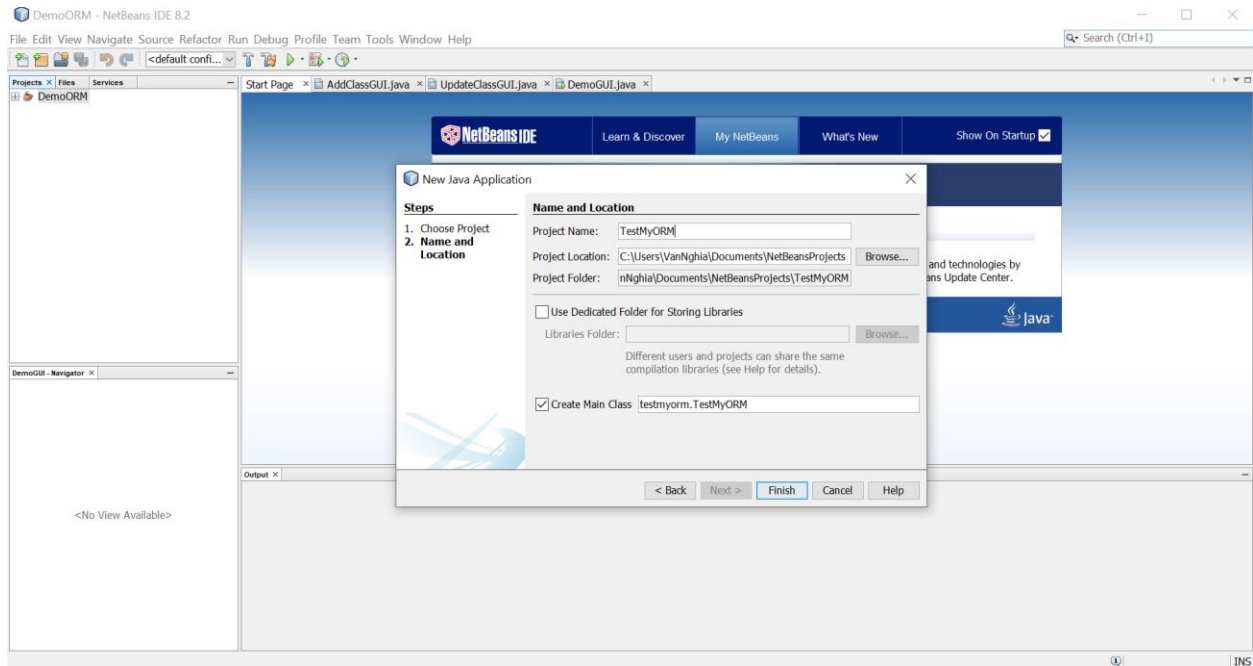 DemoORM - NetBeans IDE 8.2
File Edit View Navigate Source Refactor Run Debug Profile Team Tools Window Help
Search (Ctrl+I)
<default confi...
Projects Files Services
DemoORM
Start Page AddClassGUI.java UpdateClassGUI.java DemoGUI.java
NetBeans IDE
Learn & Discover
My NetBeans
What's New
Show On Startup
New Java Application
Steps
1. Choose Project
2. Name and
Location
Name and Location
Project Name: TestMyORM
Project Location: C:\Users\VanNghia\Documents\NetBeansProjects Browse...
Project Folder: nNghia\Documents\NetBeansProjects\TestMyORM
Use Dedicated Folder for Storing Libraries
Libraries Folder: Browse...
Different users and projects can share the same
compilation libraries (see Help for details).
Create Main Class testmyorm.TestMyORM
< Back Next > Finish Cancel Help
and technologies by
ans Update Center.
Java
DemoGUI - Navigator
<No View Available>
Output
INS